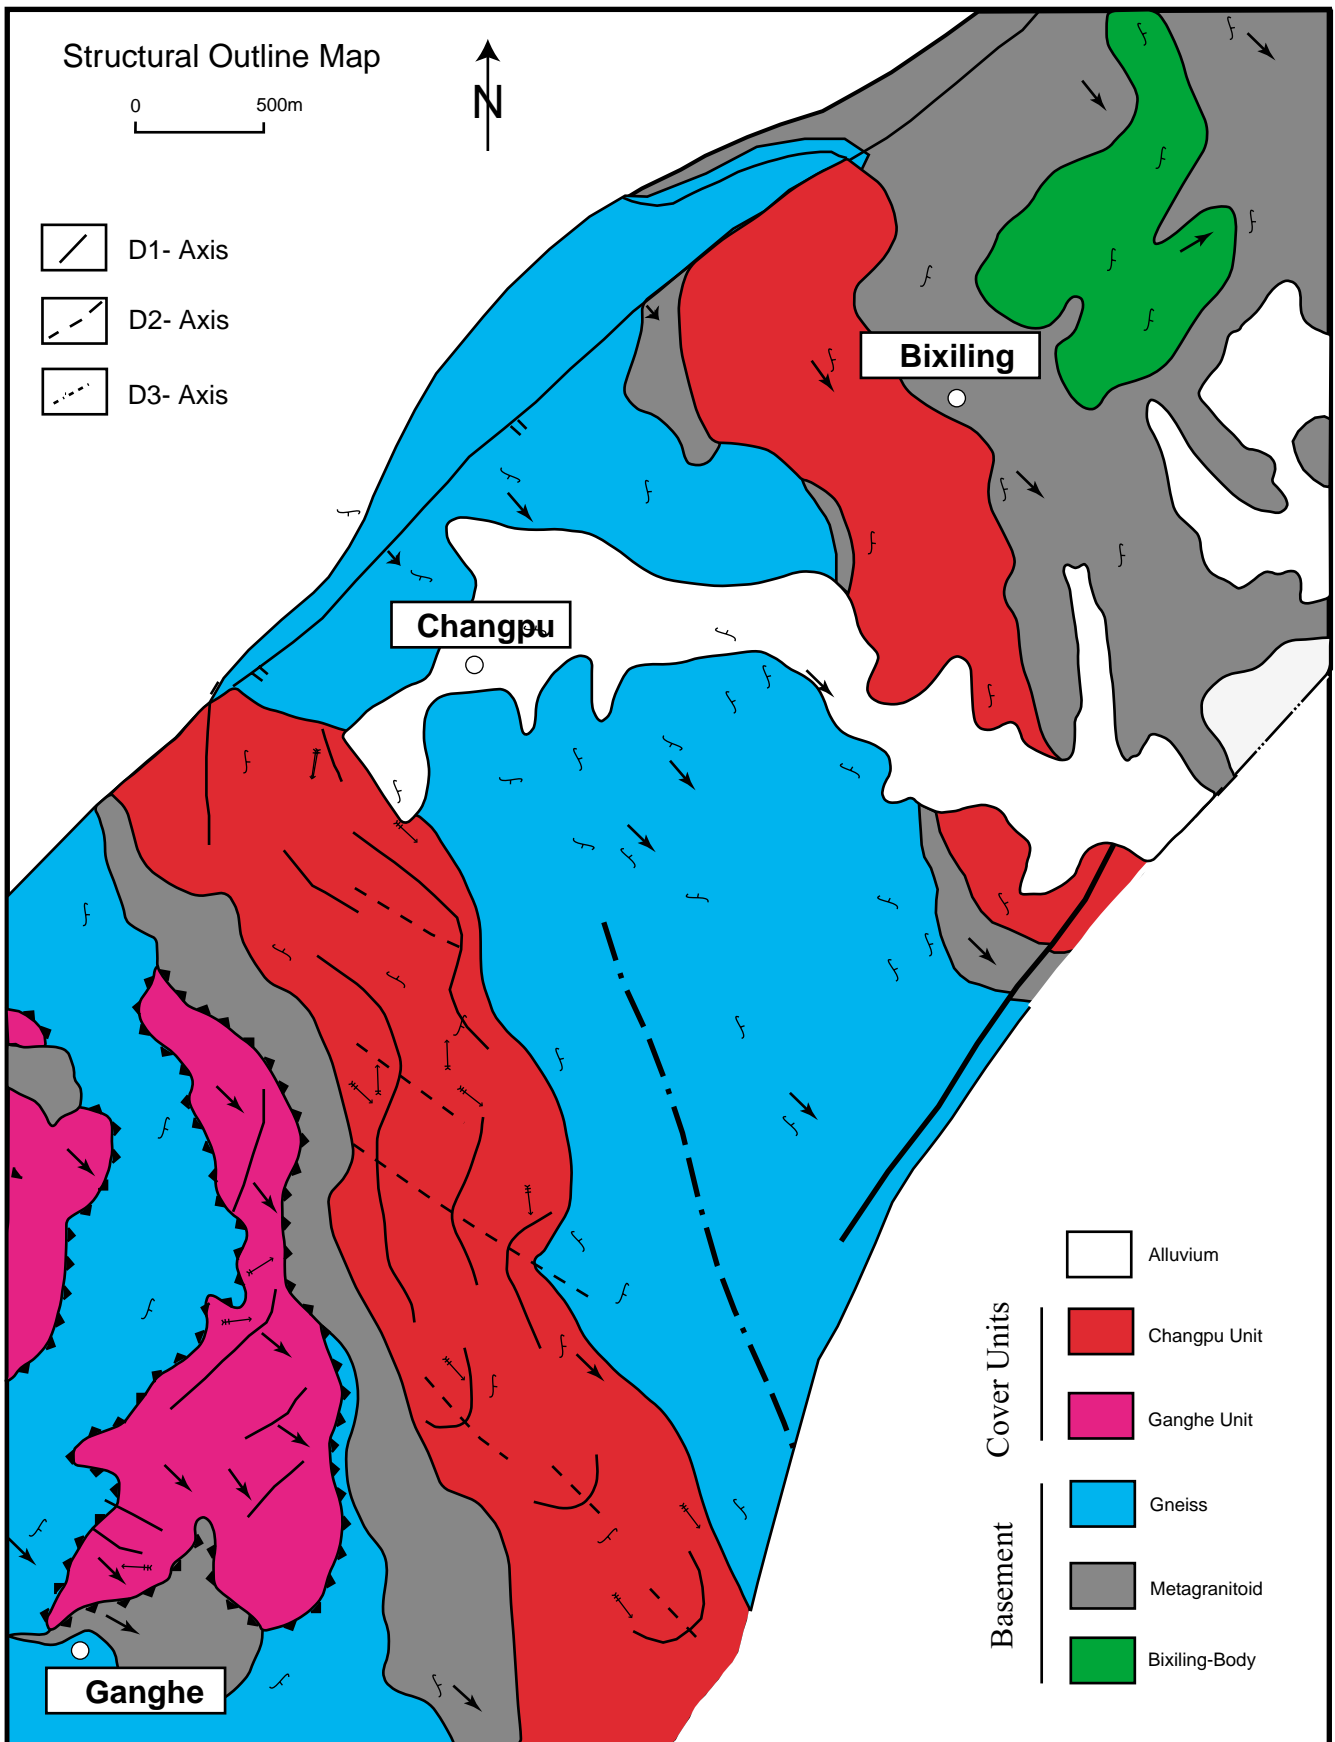 Structural Outline Map
0 500m
N
D1- Axis
D2- Axis
D3- Axis
Bixiling
Changpu
Ganghe
Cover Units
Basement
Alluvium
Changpu Unit
Ganghe Unit
Gneiss
Metagranitoid
Bixiling-Body